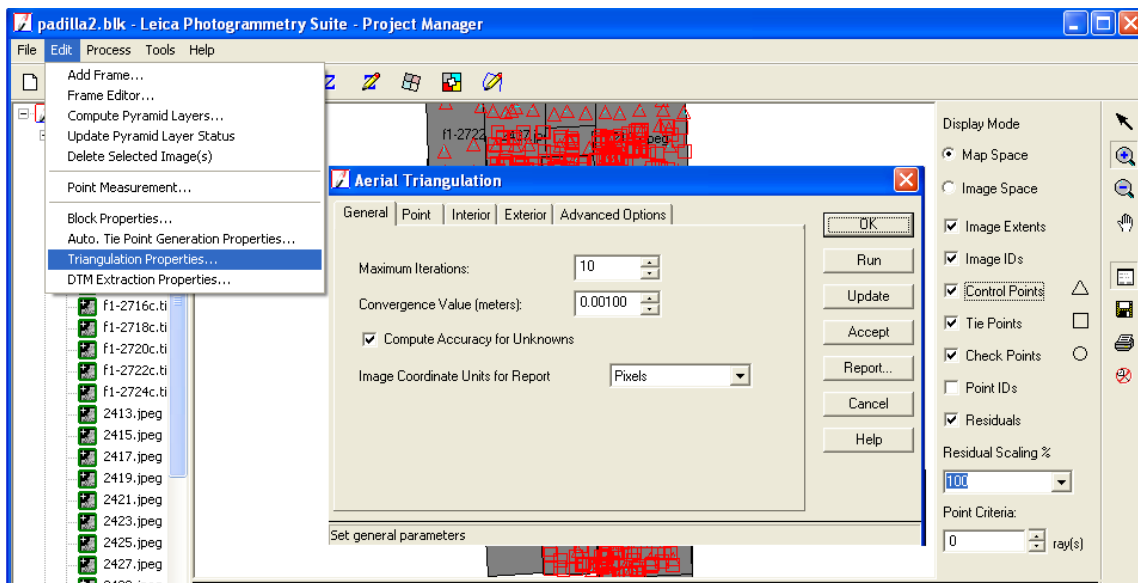 padilla2.blk - Leica Photogrammetry Suite - Project Manager
File Edit Process Tools Help
Add Frame...
Frame Editor...
Compute Pyramid Layers...
Update Pyramid Layer Status
Delete Selected Image(s)
Point Measurement...
Block Properties...
Auto. Tie Point Generation Properties...
Triangulation Properties...
DTM Extraction Properties...
f1-2716c.ti
f1-2718c.ti
f1-2720c.ti
f1-2722c.ti
f1-2724c.ti
2413.jpeg
2415.jpeg
2417.jpeg
2419.jpeg
2421.jpeg
2423.jpeg
2425.jpeg
2427.jpeg
f1-2722
Aerial Triangulation
General Point Interior Exterior Advanced Options
Maximum Iterations: 10
Convergence Value (meters): 0.00100
Compute Accuracy for Unknowns
Image Coordinate Units for Report Pixels
OK
Run
Update
Accept
Report...
Cancel
Help
Set general parameters
Display Mode
Map Space
Image Space
Image Extents
Image IDs
Control Points
Tie Points
Check Points
Point IDs
Residuals
Residual Scaling %
100
Point Criteria:
0 ray(s)